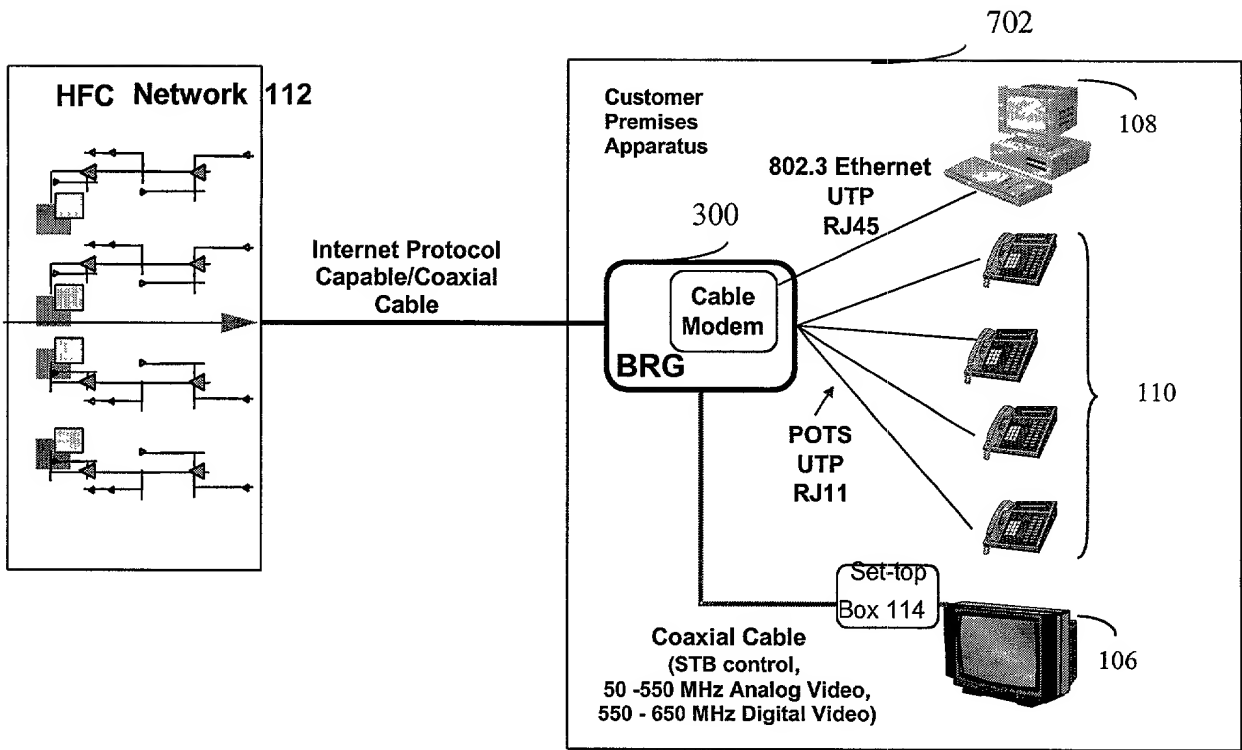 702
HFC Network 112
Customer
Premises
Apparatus
108
802.3 Ethernet
UTP
RJ45
300
Internet Protocol
Capable/Coaxial
Cable
Cable
Modem
BRG
110
POTS
UTP
RJ11
Set-top
Box 114
106
Coaxial Cable
(STB control,
50 -550 MHz Analog Video,
550 - 650 MHz Digital Video)